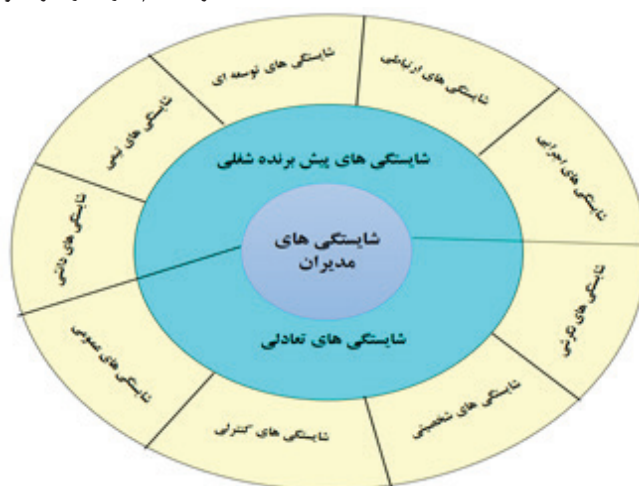 شایستگی های توسعه ای
شایستگی های ارتباطی
شایستگی های اجرایی
شایستگی های نگرشی
شایستگی های شخصیتی
شایستگی های کنترلی
شایستگی های عمومی
شایستگی های دانشی
شایستگی های تیمی
شایستگی های پیش برنده شغلی
شایستگی های
مدیران
شایستگی های تعادلی